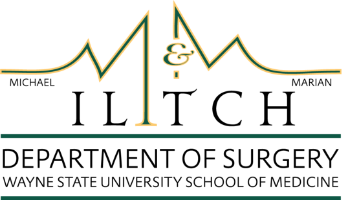 M & M
MICHAEL MARIAN
ILITCH
DEPARTMENT OF SURGERY
WAYNE STATE UNIVERSITY SCHOOL OF MEDICINE